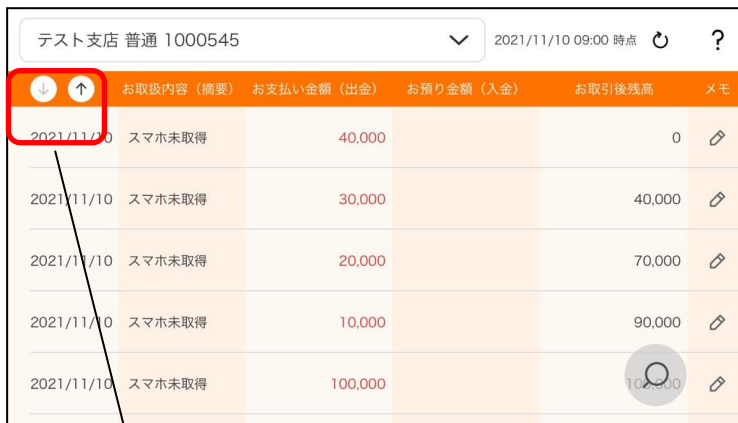 テスト支店 普通 1000545
2021/11/10 09:00 時点
?
お取扱内容（摘要） お支払い金額（出金） お預り金額（入金） お取引後残高 メモ
2021/11/10 スマホ未取得 40,000 0
2021/11/10 スマホ未取得 30,000 40,000
2021/11/10 スマホ未取得 20,000 70,000
2021/11/10 スマホ未取得 10,000 90,000
2021/11/10 スマホ未取得 100,000